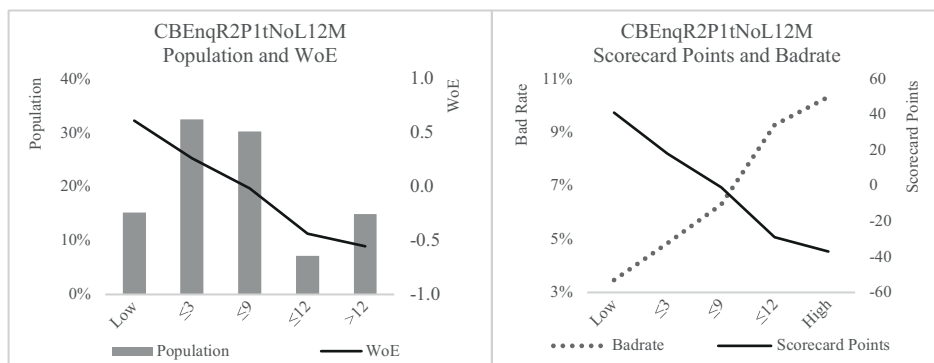 CBEnqR2P1tNoL12M
Population and WoE
Population
WoE
40%
30%
20%
10%
0%
1.0
0.5
0.0
-0.5
-1.0
Low
≤3
≤9
≤12
>12
Population
WoE
CBEnqR2P1tNoL12M
Scorecard Points and Badrate
Bad Rate
Scorecard Points
11%
9%
7%
5%
3%
60
40
20
0
-20
-40
-60
Low
≤3
≤9
≤12
High
Badrate
Scorecard Points